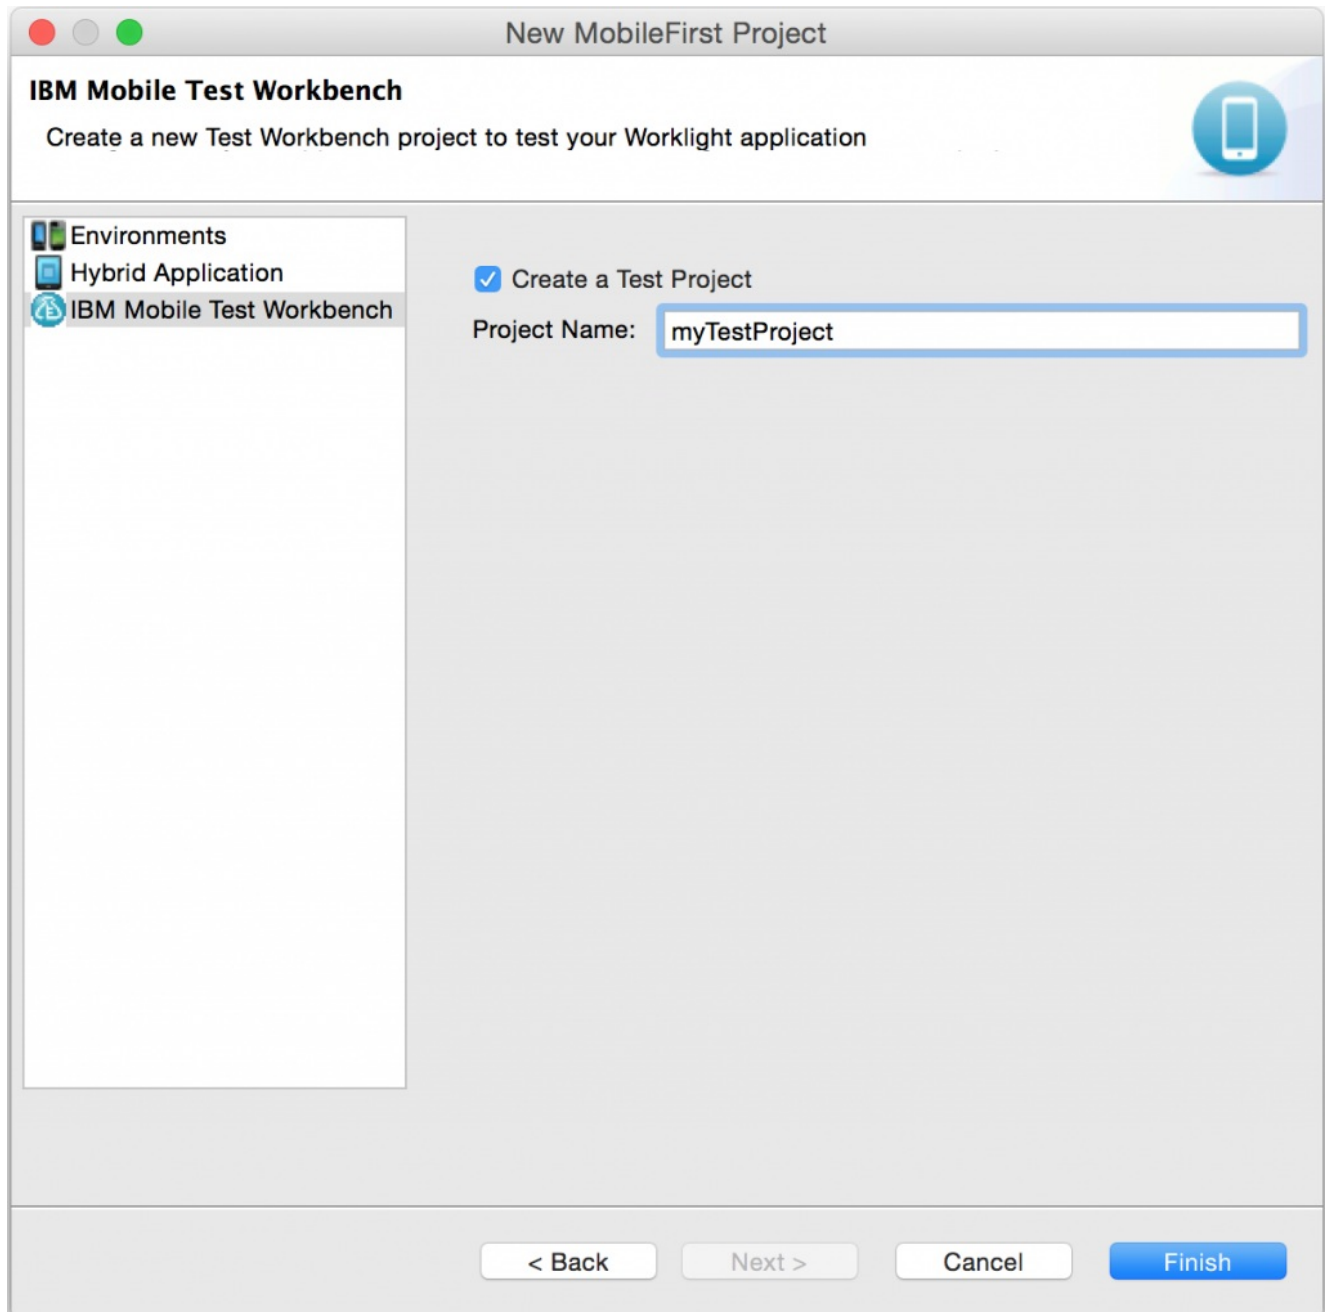 New MobileFirst Project
IBM Mobile Test Workbench
Create a new Test Workbench project to test your Worklight application
Environments
Hybrid Application
IBM Mobile Test Workbench
Create a Test Project
Project Name: myTestProject
< Back Next > Cancel Finish